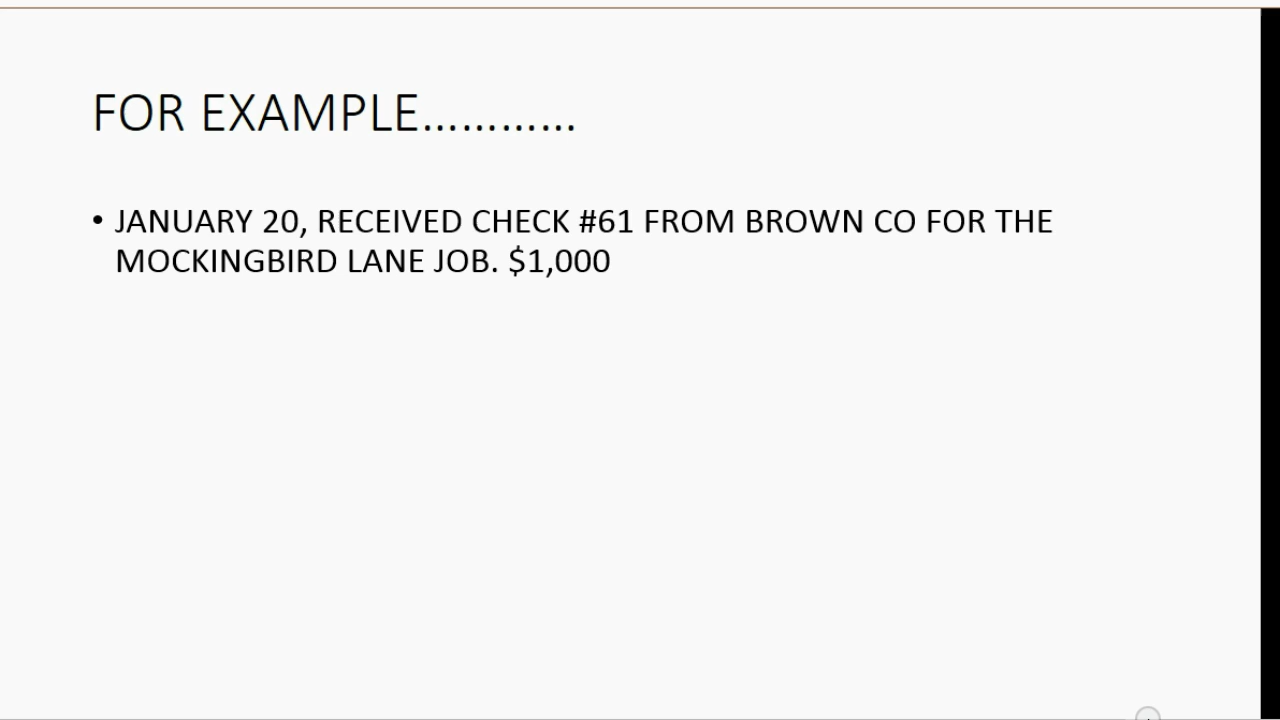 FOR EXAMPLE…………
• JANUARY 20, RECEIVED CHECK #61 FROM BROWN CO FOR THE
MOCKINGBIRD LANE JOB. $1,000